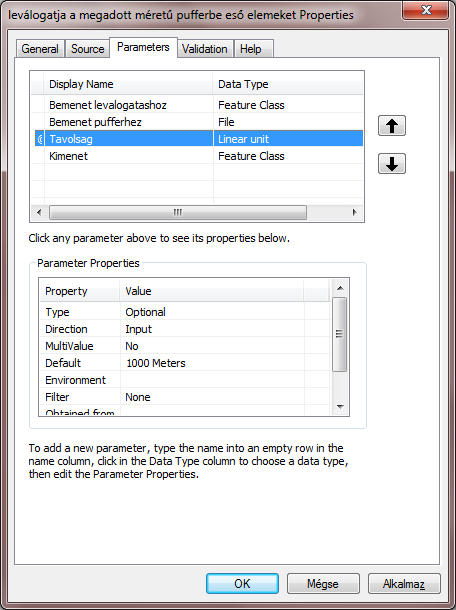 leválogatja a megadott méretű pufferbe eső elemeket Properties
General Source Parameters Validation Help
Display Name Data Type
Bemenet levalogatashoz Feature Class
Bemenet pufferhez File
Tavolsag Linear unit
Kimenet Feature Class
Click any parameter above to see its properties below.
Parameter Properties
Property Value
Type Optional
Direction Input
MultiValue No
Default 1000 Meters
Environment
Filter None
Obtained from
To add a new parameter, type the name into an empty row in the
name column, click in the Data Type column to choose a data type,
then edit the Parameter Properties.
OK Mégse Alkalmaz